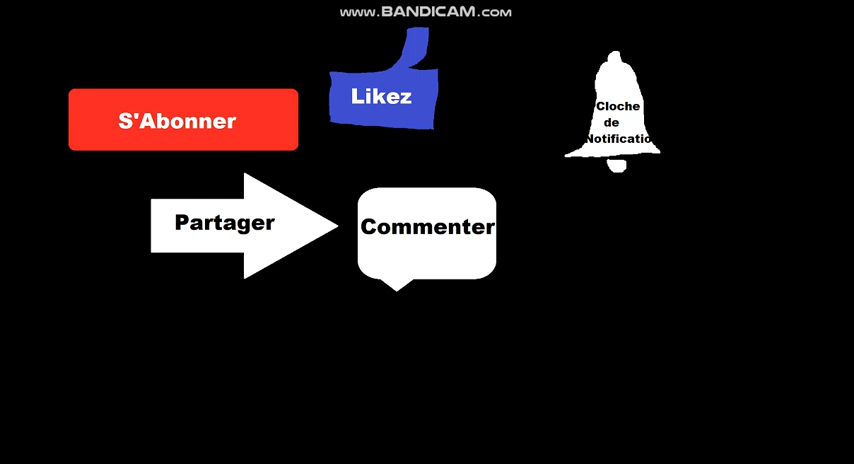 www.BANDICAM.com
Likez
S'Abonner
Cloche
de
Notificatio
Partager
Commenter